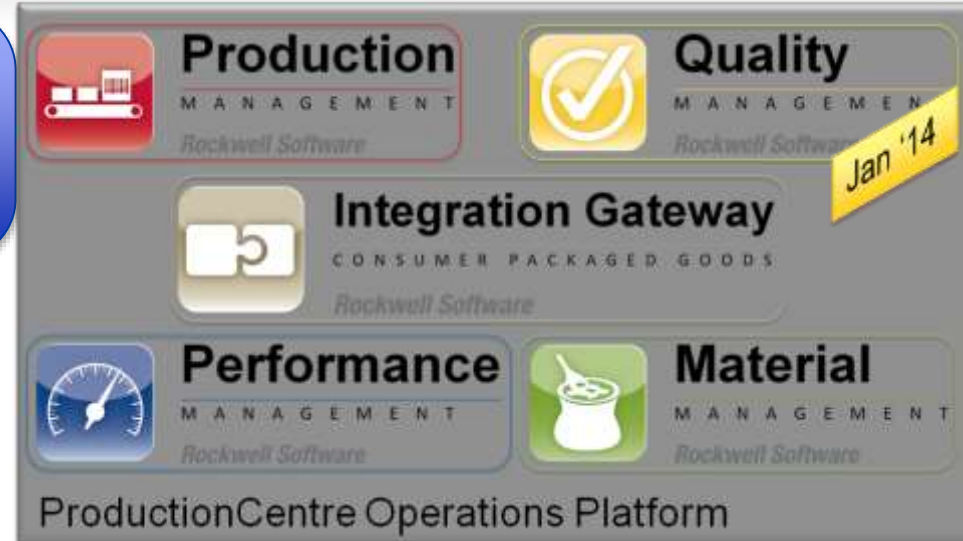 Production
MANAGEMENT
Rockwell Software
Quality
MANAGEMEN
Rockwell Software
Jan '14
Integration Gateway
CONSUMER PACKAGED GOODS
Rockwell Software
Performance
MANAGEMENT
Rockwell Software
Material
MANAGEMENT
Rockwell Software
ProductionCentre Operations Platform